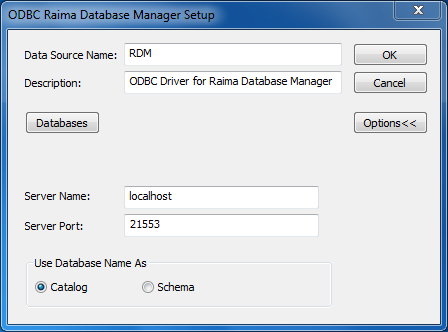 ODBC Raima Database Manager Setup
Data Source Name: RDM OK
Description: ODBC Driver for Raima Database Manager Cancel
Databases Options<<
Server Name: localhost
Server Port: 21553
Use Database Name As
Catalog Schema